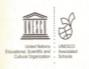 United Nations
Educational, Scientific and
Cultural Organization
UNESCO
Associated
Schools